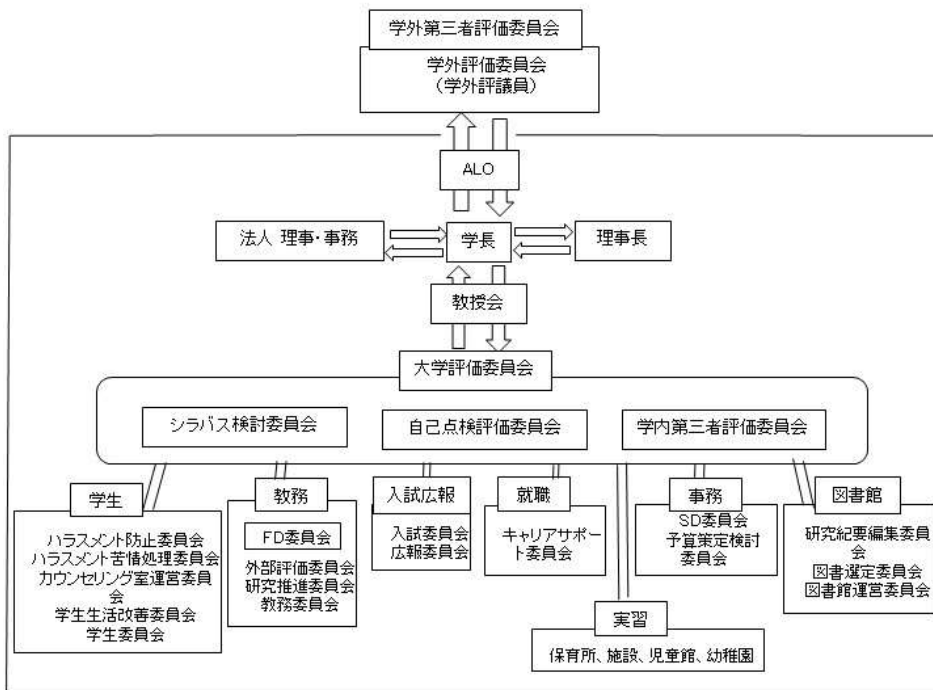 学外第三者評価委員会
学外評価委員会
(学外評議員)
ALO
法人 理事・事務
学長
理事長
教授会
大学評価委員会
シラバス検討委員会
自己点検評価委員会
学内第三者評価委員会
学生
ハラスメント防止委員会
ハラスメント苦情処理委員会
カウンセリング室運営委員
会
学生生活改善委員会
学生委員会
教務
FD委員会
外部評価委員会
研究推進委員会
教務委員会
入試広報
入試委員会
広報委員会
就職
キャリアサポー
ト委員会
事務
SD委員会
予算策定検討
委員会
図書館
研究紀要編集委員
会
図書選定委員会
図書館運営委員会
実習
保育所、施設、児童館、幼稚園